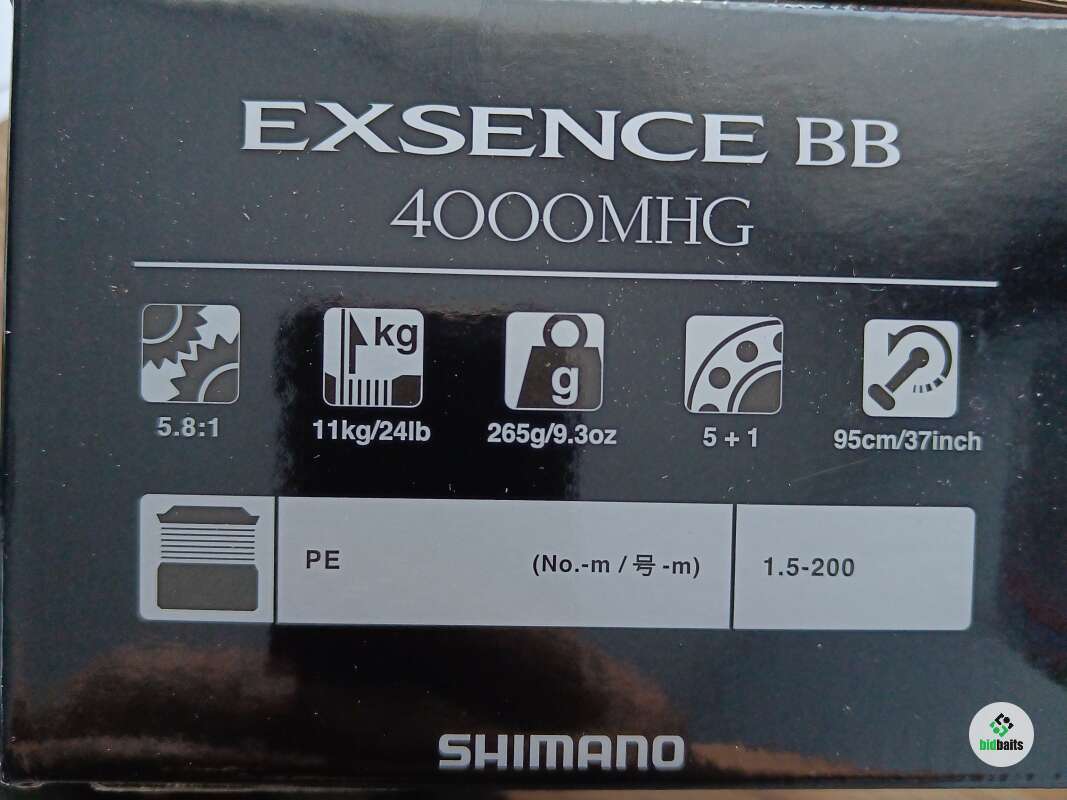 EXSENCE BB
4000MHG
kg
g
5.8:1
11kg/24lb
265g/9.3oz
5 + 1
95cm/37inch
PE (No.-m / 号 -m) 1.5-200
SHIMANO
bidbaits